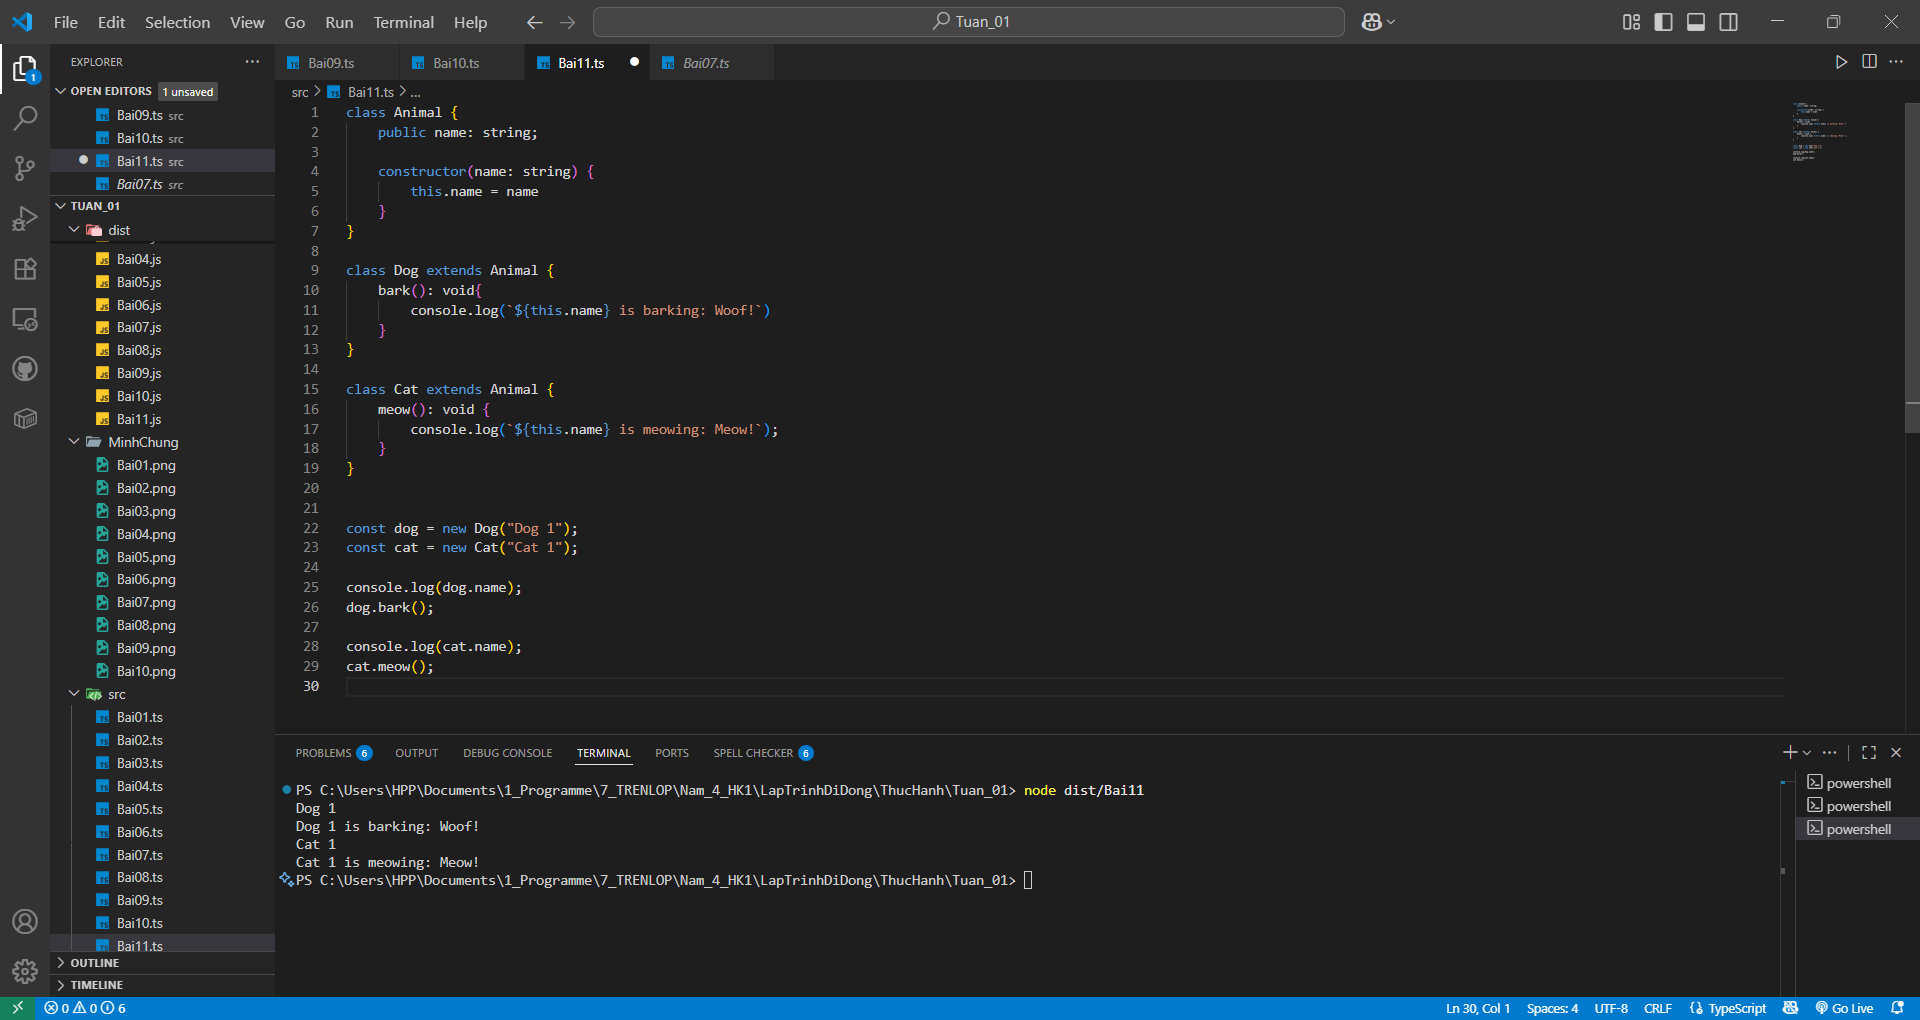 File Edit Selection View Go Run Terminal Help
Tuan_01
EXPLORER
OPEN EDITORS 1 unsaved
Bai09.ts src
Bai10.ts src
Bai11.ts src
Bai07.ts src
TUAN_01
dist
Bai04.js
Bai05.js
Bai06.js
Bai07.js
Bai08.js
Bai09.js
Bai10.js
Bai11.js
MinhChung
Bai01.png
Bai02.png
Bai03.png
Bai04.png
Bai05.png
Bai06.png
Bai07.png
Bai08.png
Bai09.png
Bai10.png
src
Bai01.ts
Bai02.ts
Bai03.ts
Bai04.ts
Bai05.ts
Bai06.ts
Bai07.ts
Bai08.ts
Bai09.ts
Bai10.ts
Bai11.ts
OUTLINE
TIMELINE
Bai09.ts Bai10.ts Bai11.ts Bai07.ts
src > Bai11.ts > ...
1 class Animal {
2 public name: string;
3
4 constructor(name: string) {
5 this.name = name
6 }
7 }
8
9 class Dog extends Animal {
10 bark(): void{
11 console.log(`${this.name} is barking: Woof!`)
12 }
13 }
14
15 class Cat extends Animal {
16 meow(): void {
17 console.log(`${this.name} is meowing: Meow!`);
18 }
19 }
20
21
22 const dog = new Dog("Dog 1");
23 const cat = new Cat("Cat 1");
24
25 console.log(dog.name);
26 dog.bark();
27
28 console.log(cat.name);
29 cat.meow();
30
PROBLEMS 6 OUTPUT DEBUG CONSOLE TERMINAL PORTS SPELL CHECKER 6
PS C:\Users\HPP\Documents\1_Programme\7_TRENLOP\Nam_4_HK1\LapTrinhDiDong\ThucHanh\Tuan_01> node dist/Bai11
Dog 1
Dog 1 is barking: Woof!
Cat 1
Cat 1 is meowing: Meow!
PS C:\Users\HPP\Documents\1_Programme\7_TRENLOP\Nam_4_HK1\LapTrinhDiDong\ThucHanh\Tuan_01>
powershell
powershell
powershell
0 0 6
Ln 30, Col 1 Spaces: 4 UTF-8 CRLF {} TypeScript Go Live